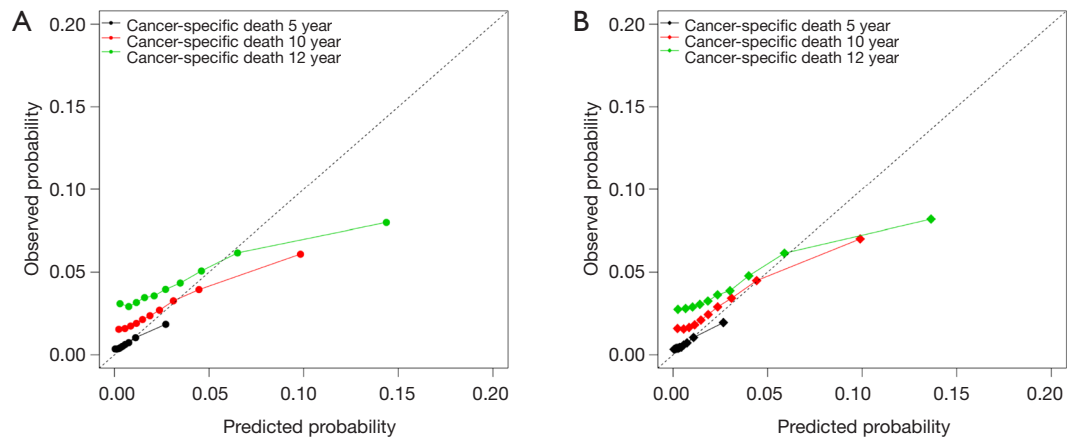 A
Cancer-specific death 5 year
Cancer-specific death 10 year
Cancer-specific death 12 year
0.20
0.15
0.10
0.05
0.00
Observed probability
0.00 0.05 0.10 0.15 0.20
Predicted probability
B
Cancer-specific death 5 year
Cancer-specific death 10 year
Cancer-specific death 12 year
0.20
0.15
0.10
0.05
0.00
Observed probability
0.00 0.05 0.10 0.15 0.20
Predicted probability